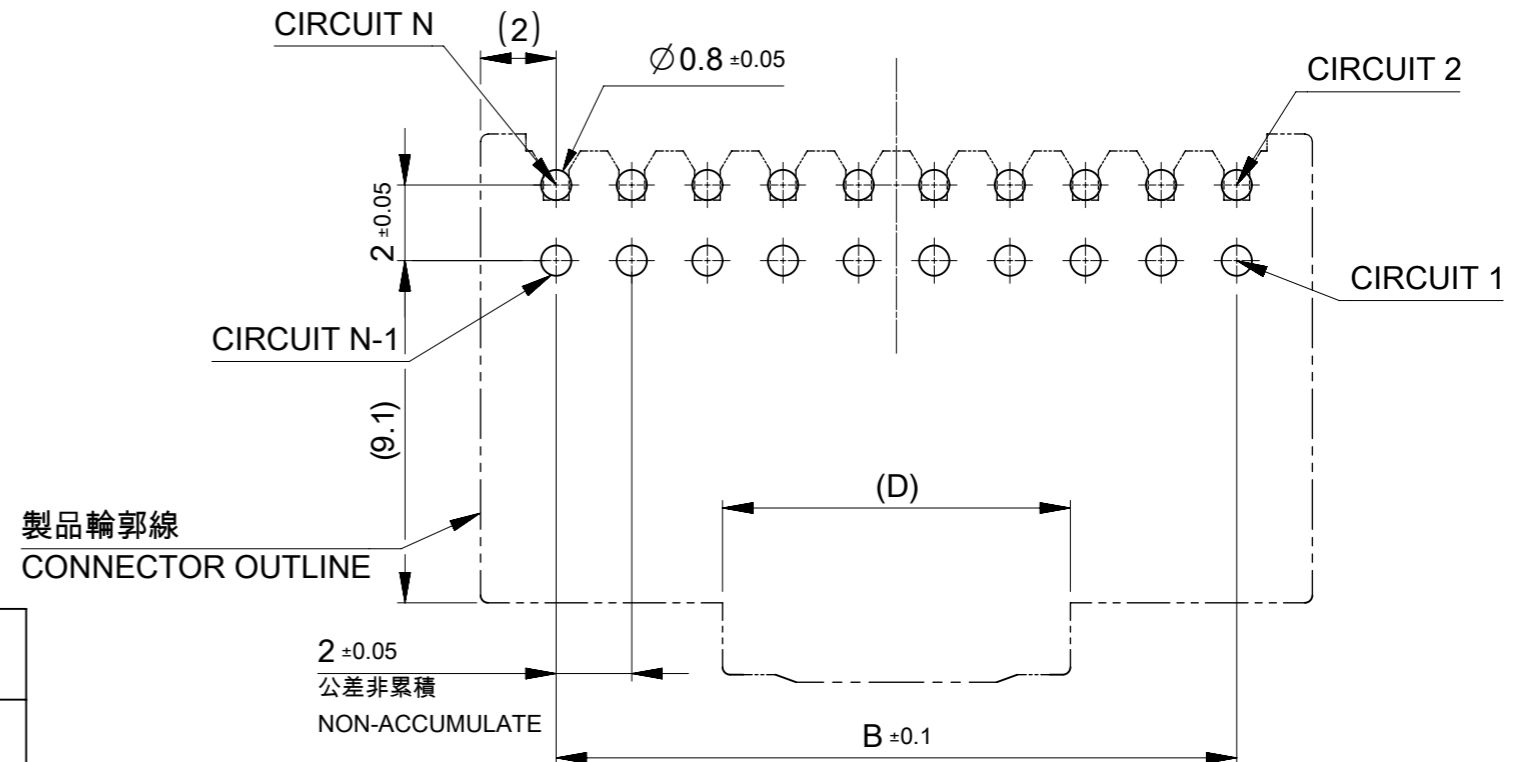 CIRCUIT N
(2)
Ø0.8 ±0.05
CIRCUIT 2
2 ±0.05
CIRCUIT 1
CIRCUIT N-1
(9.1)
(D)
製品輪郭線
CONNECTOR OUTLINE
2 ±0.05
公差非累積
NON-ACCUMULATE
B ±0.1